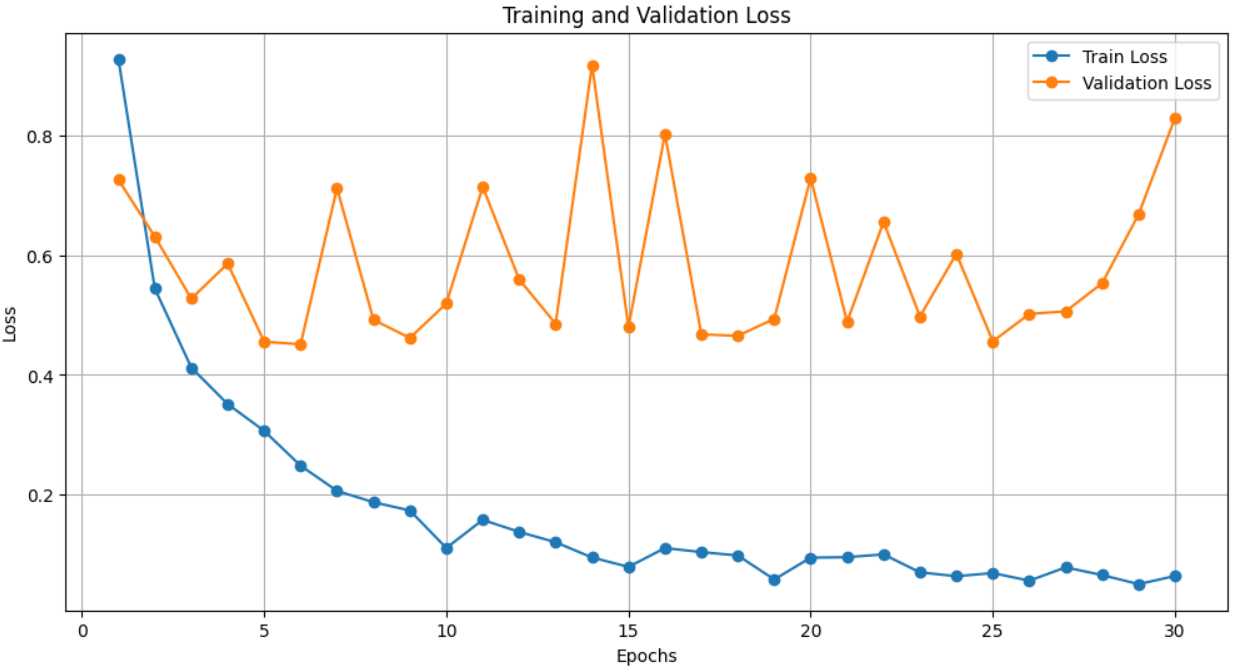 Training and Validation Loss
Train Loss
Validation Loss
Loss
0.8
0.6
0.4
0.2
0 5 10 15 20 25 30
Epochs